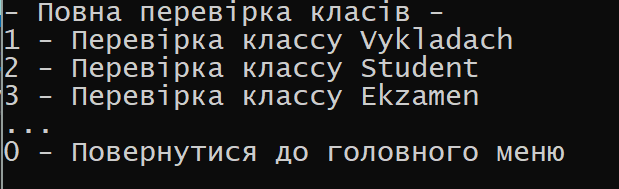 - Повна перевірка класів -
1 - Перевірка классу Vykladach
2 - Перевірка классу Student
3 - Перевірка классу Ekzamen
...
0 - Повернутися до головного меню